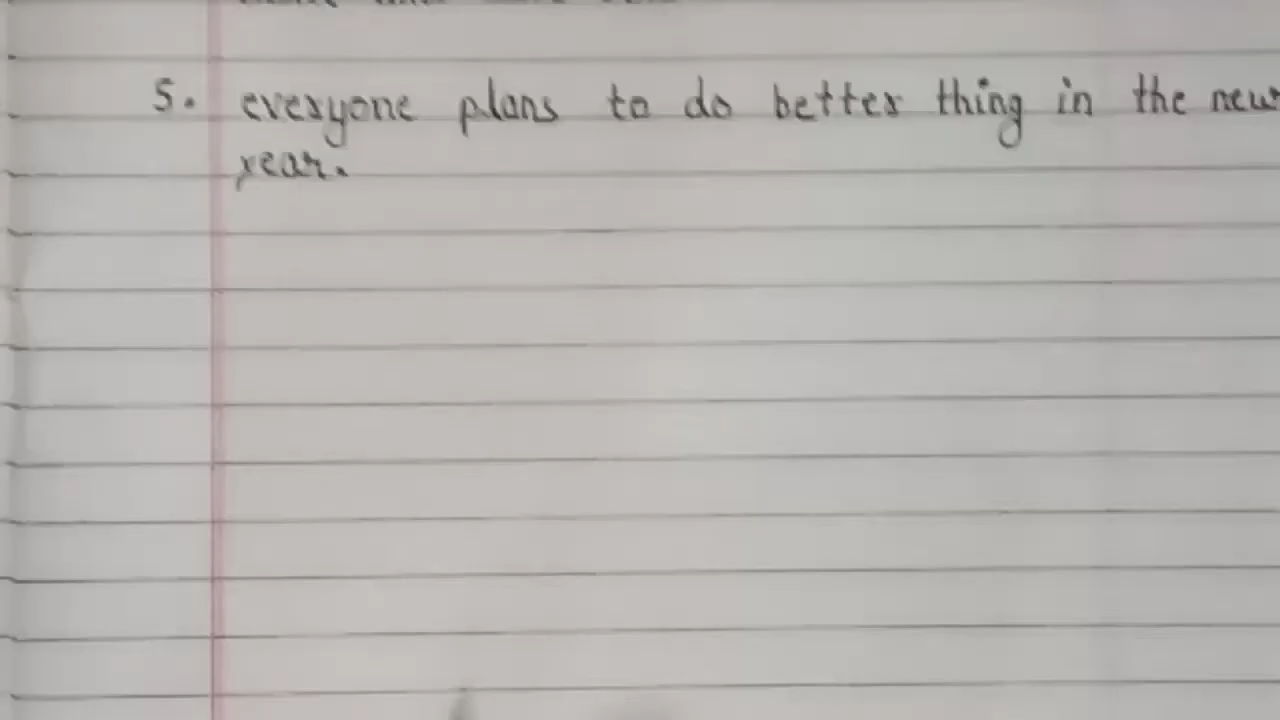 5. everyone plans to do better thing in the new
year.